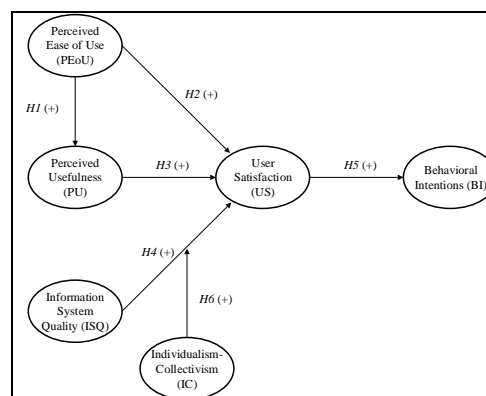 Perceived
Ease of Use
(PEoU)
H2 (+)
H1 (+)
Perceived
Usefulness
(PU)
H3 (+)
User
Satisfaction
(US)
H5 (+)
Behavioral
Intentions (BI)
H4 (+)
Information
System
Quality (ISQ)
H6 (+)
Individualism-
Collectivism
(IC)